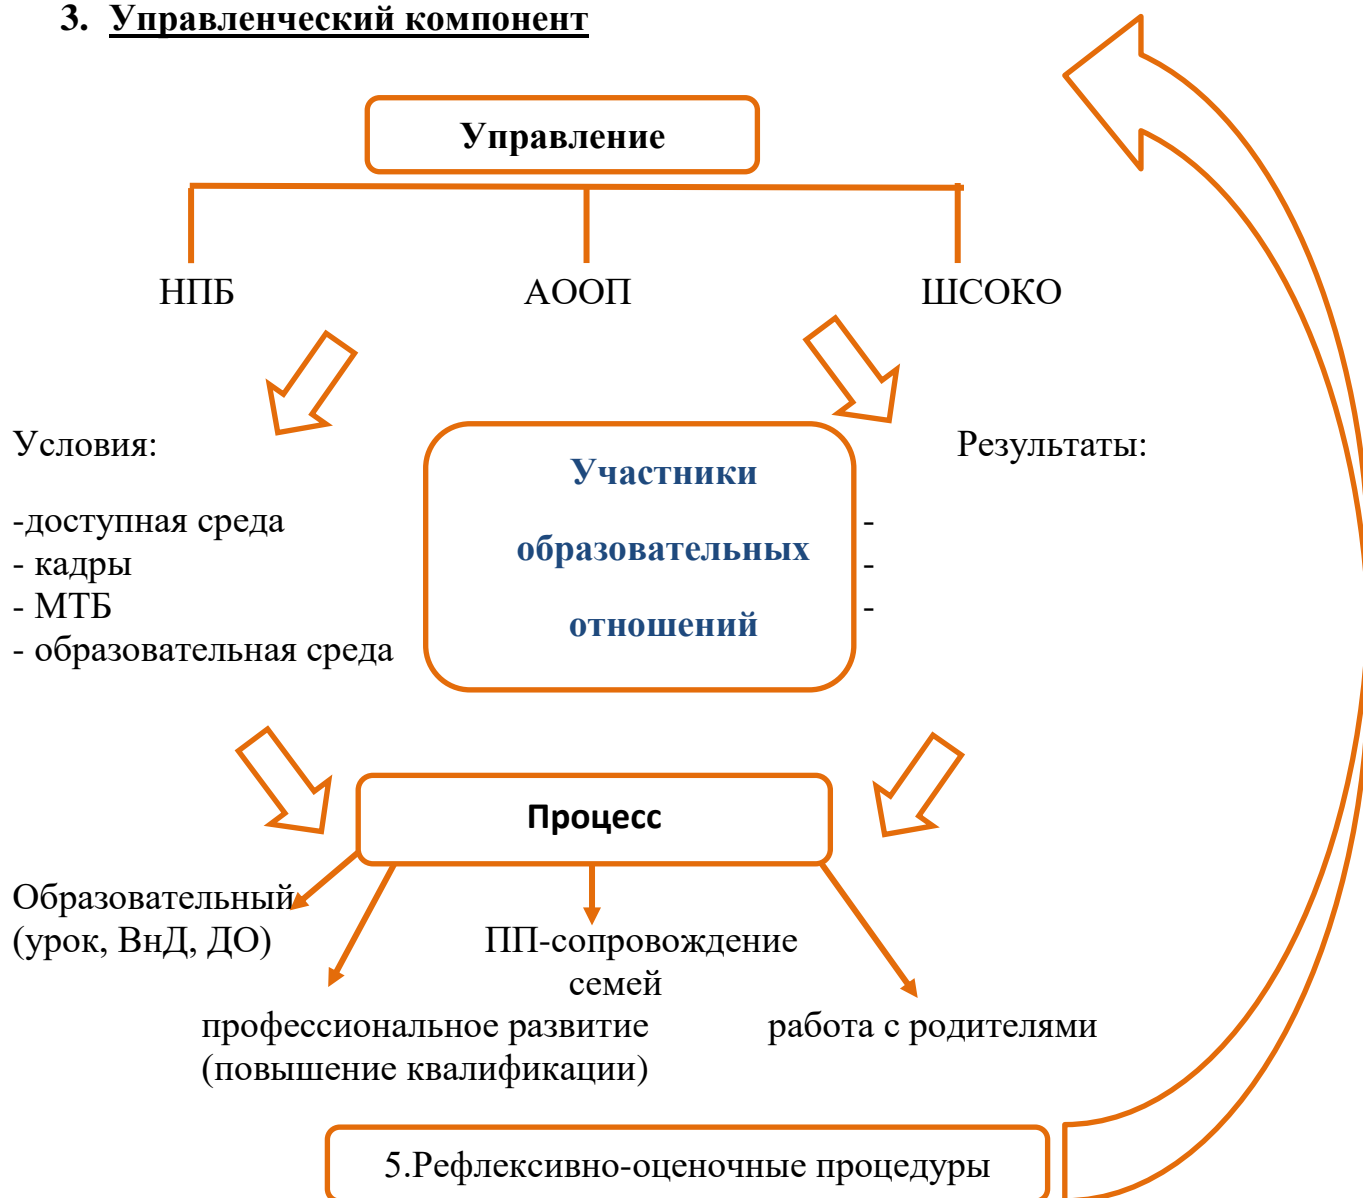 3. Управленческий компонент
Управление
НПБ
АООП
ШСОКО
Условия:
-доступная среда
- кадры
- МТБ
- образовательная среда
Участники
образовательных
отношений
Результаты:
-
-
-
Процесс
Образовательный
(урок, ВнД, ДО)
ПП-сопровождение
семей
профессиональное развитие
(повышение квалификации)
работа с родителями
5.Рефлексивно-оценочные процедуры